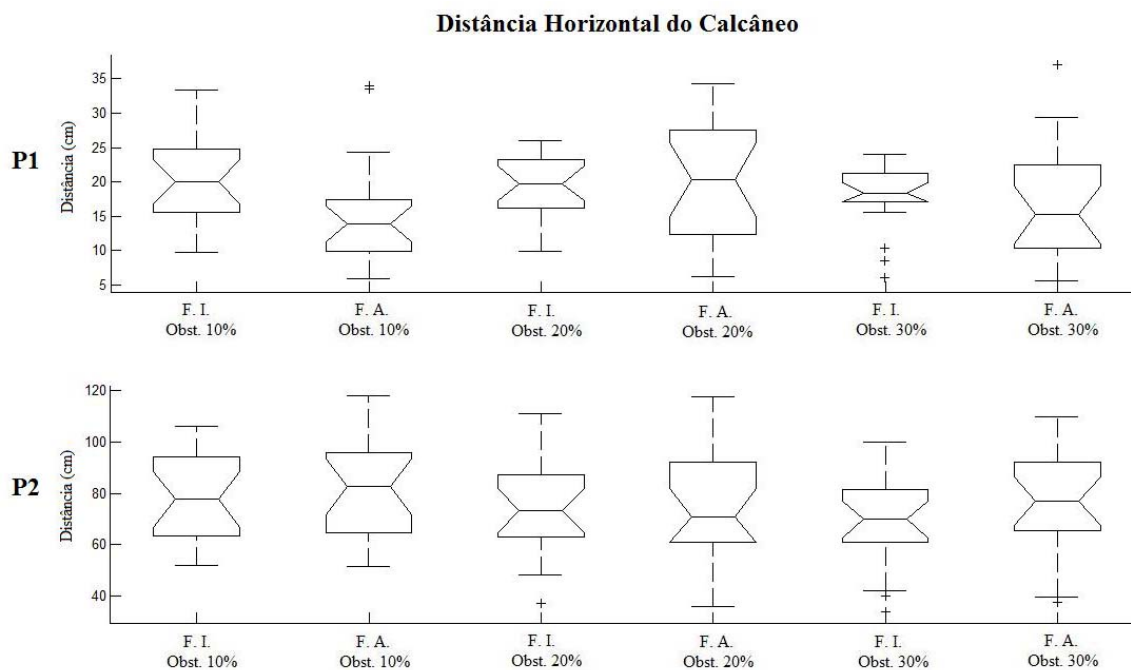 Distância Horizontal do Calcâneo
P1
Distância (cm)
35
30
25
20
15
10
5
F. I.
Obst. 10%
F. A.
Obst. 10%
F. I.
Obst. 20%
F. A.
Obst. 20%
F. I.
Obst. 30%
F. A.
Obst. 30%
P2
Distância (cm)
120
100
80
60
40
F. I.
Obst. 10%
F. A.
Obst. 10%
F. I.
Obst. 20%
F. A.
Obst. 20%
F. I.
Obst. 30%
F. A.
Obst. 30%